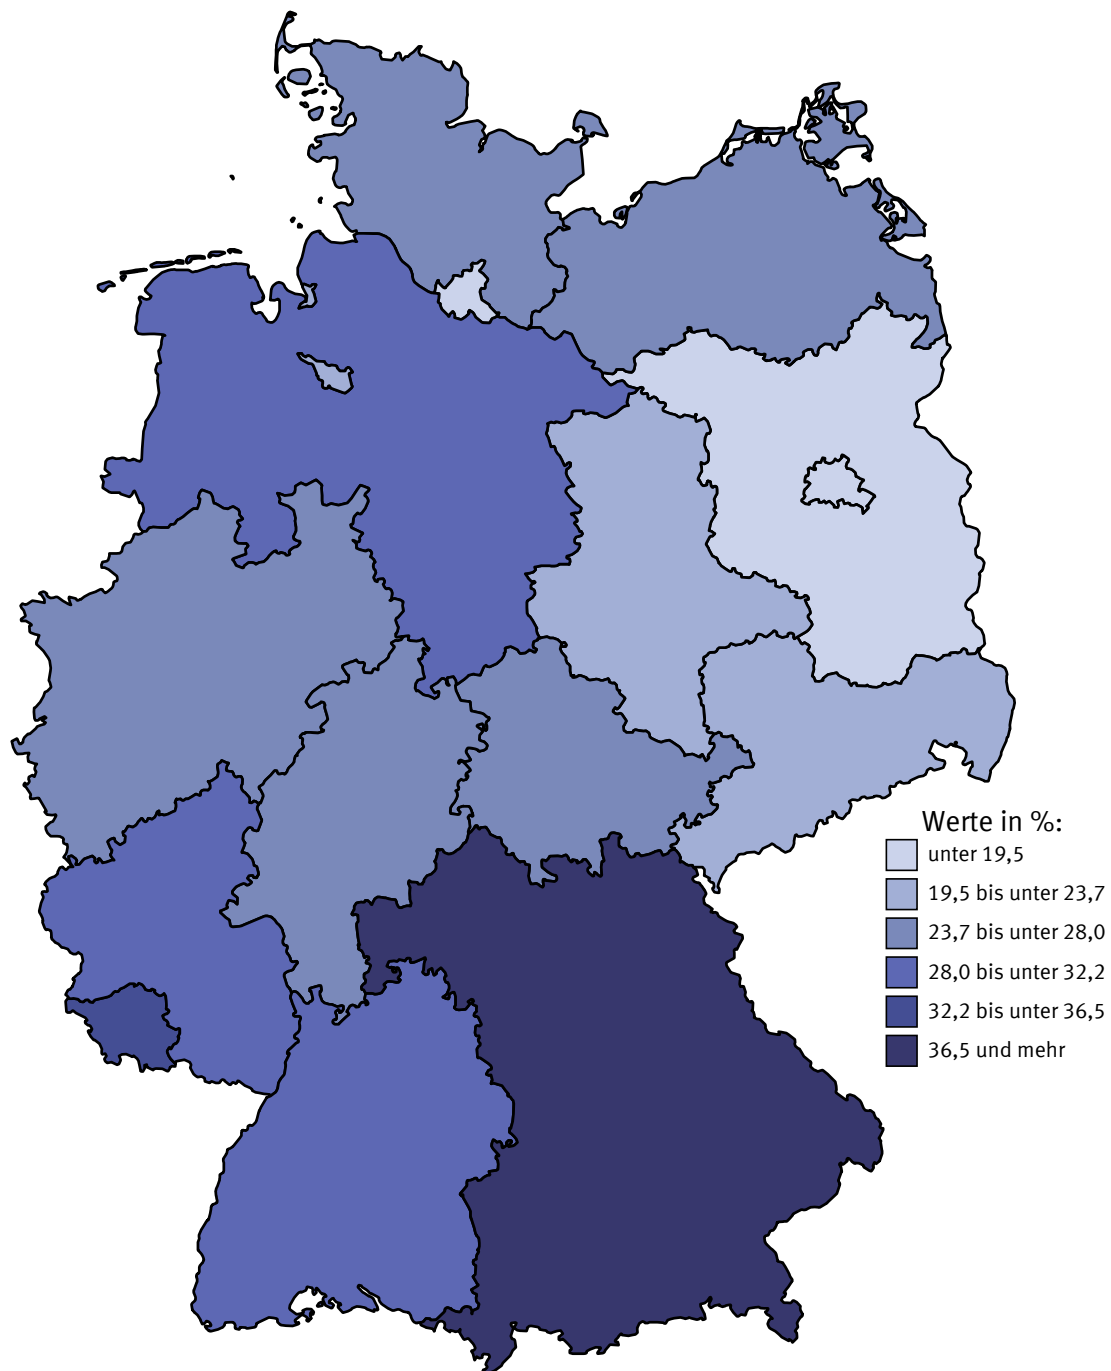 Werte in %:
unter 19,5
19,5 bis unter 23,7
23,7 bis unter 28,0
28,0 bis unter 32,2
32,2 bis unter 36,5
36,5 und mehr